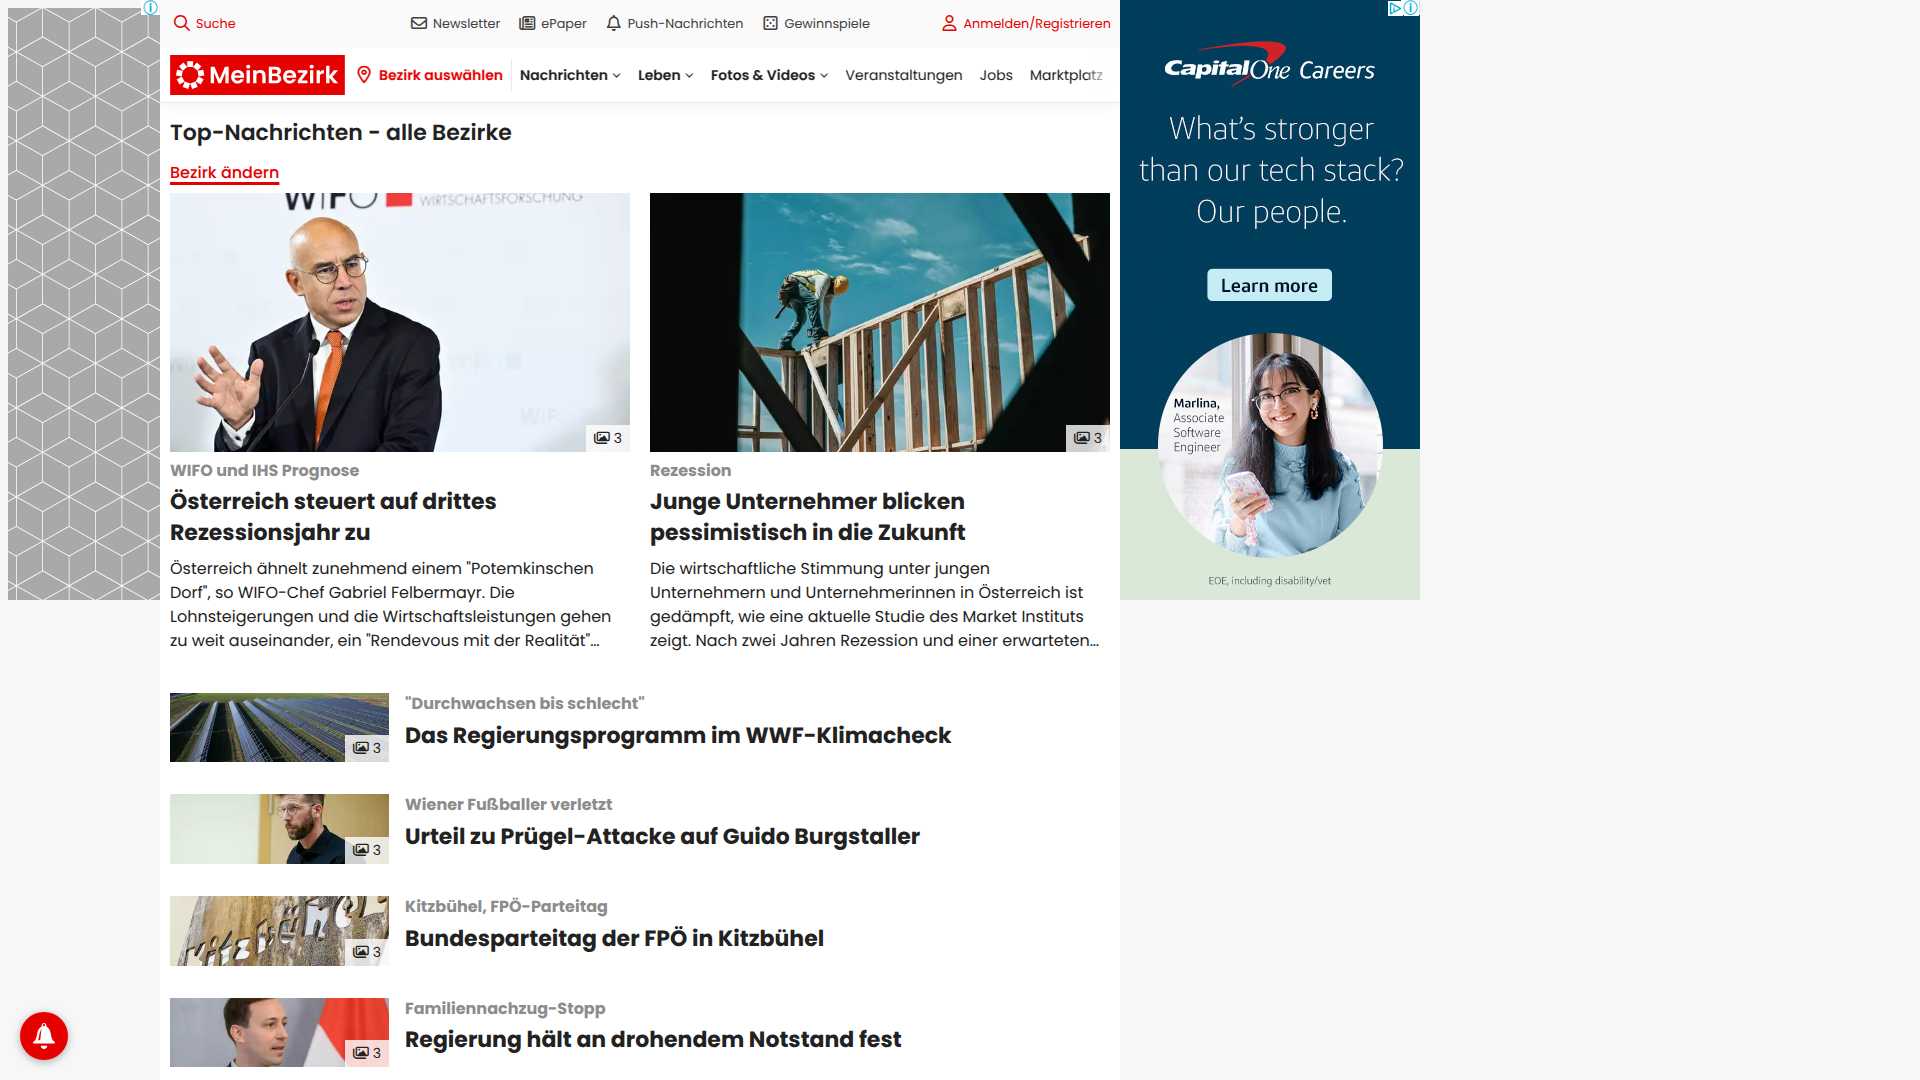 Suche
Newsletter
ePaper
Push-Nachrichten
Gewinnspiele
Anmelden/Registrieren
MeinBezirk
Bezirk auswählen
Nachrichten
Leben
Fotos & Videos
Veranstaltungen
Jobs
Marktplatz
Top-Nachrichten - alle Bezirke
Bezirk ändern
WIFO
WIRTSCHAFTSFORSCHUNG
3
3
WIFO und IHS Prognose
Österreich steuert auf drittes
Rezessionsjahr zu
Österreich ähnelt zunehmend einem "Potemkinschen
Dorf", so WIFO-Chef Gabriel Felbermayr. Die
Lohnsteigerungen und die Wirtschaftsleistungen gehen
zu weit auseinander, ein "Rendevous mit der Realität"...
Rezession
Junge Unternehmer blicken
pessimistisch in die Zukunft
Die wirtschaftliche Stimmung unter jungen
Unternehmern und Unternehmerinnen in Österreich ist
gedämpft, wie eine aktuelle Studie des Market Instituts
zeigt. Nach zwei Jahren Rezession und einer erwarteten...
3
"Durchwachsen bis schlecht"
Das Regierungsprogramm im WWF-Klimacheck
3
Wiener Fußballer verletzt
Urteil zu Prügel-Attacke auf Guido Burgstaller
Kitzbühel
3
Kitzbühel, FPÖ-Parteitag
Bundesparteitag der FPÖ in Kitzbühel
3
Familiennachzug-Stopp
Regierung hält an drohendem Notstand fest
Capital One Careers
What's stronger
than our tech stack?
Our people.
Learn more
Marlina,
Associate
Software
Engineer
EOE, including disability/vet